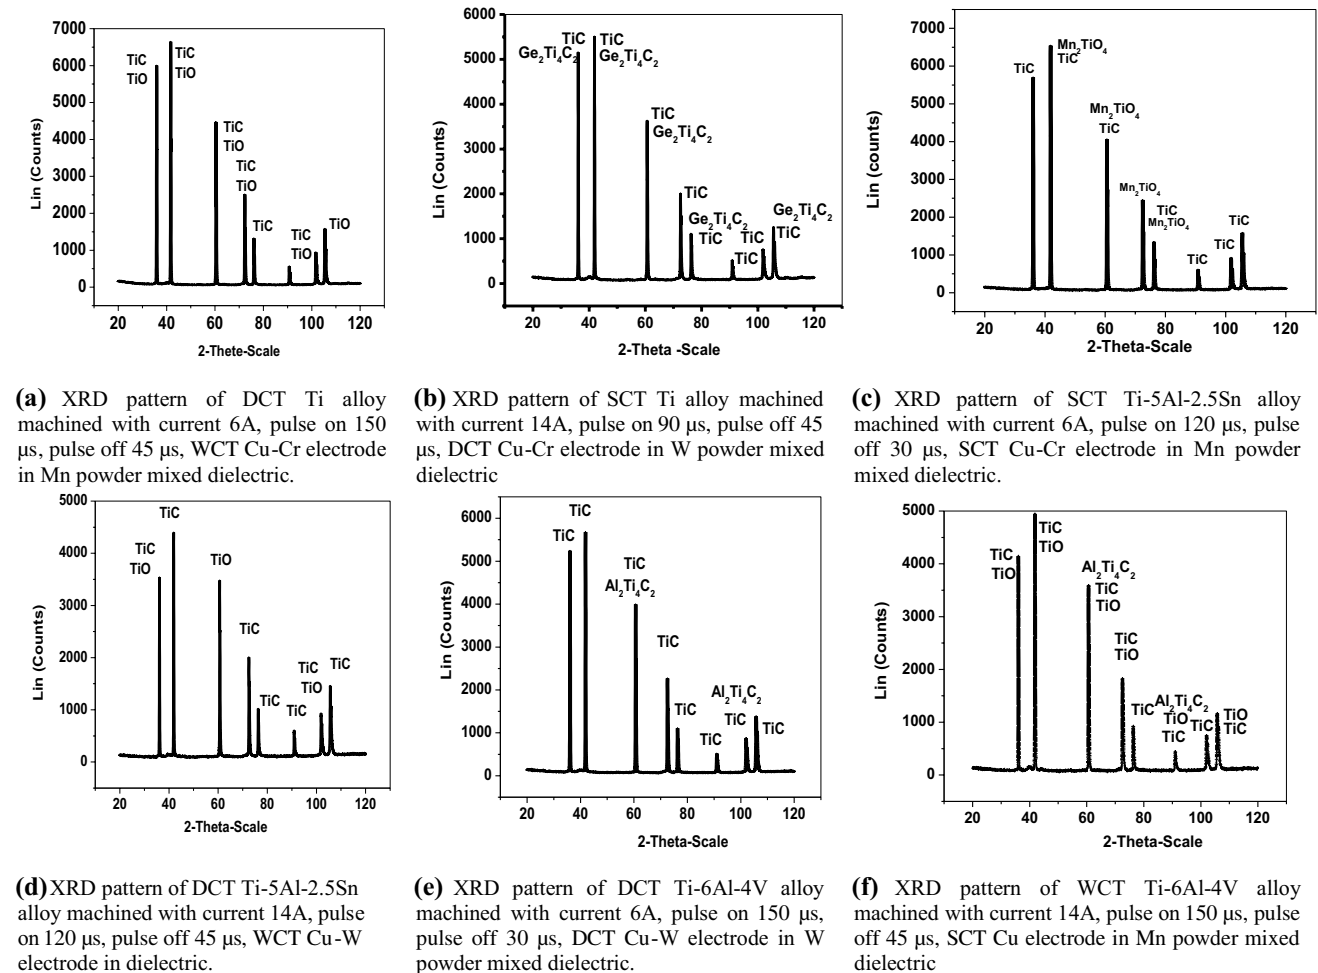 7000
6000
5000
4000
3000
2000
1000
0
Lin (Counts)
TiC
TiO
TiC
TiO
TiC
TiO
TiC
TiO
TiC
TiC
TiO
TiO
20 40 60 80 100 120
2-Thete-Scale
6000
5000
4000
3000
2000
1000
0
Lin (Counts)
TiC
Ge₂Ti₄C₂
TiC
Ge₂Ti₄C₂
TiC
Ge₂Ti₄C₂
TiC
Ge₂Ti₄C₂
TiC
TiC
TiC
Ge₂Ti₄C₂
TiC
20 40 60 80 100 120
2-Theta -Scale
7000
6000
5000
4000
3000
2000
1000
0
Lin (counts)
TiC
Mn₂TiO₄
TiC
Mn₂TiO₄
TiC
Mn₂TiO₄
TiC
Mn₂TiO₄
TiC
TiC
20 40 60 80 100 120
2-Theta-Scale
(a) XRD pattern of DCT Ti alloy
machined with current 6A, pulse on 150
µs, pulse off 45 µs, WCT Cu-Cr electrode
in Mn powder mixed dielectric.
(b) XRD pattern of SCT Ti alloy machined
with current 14A, pulse on 90 µs, pulse off 45
µs, DCT Cu-Cr electrode in W powder mixed
dielectric
(c) XRD pattern of SCT Ti-5Al-2.5Sn alloy
machined with current 6A, pulse on 120 µs, pulse
off 30 µs, SCT Cu-Cr electrode in Mn powder
mixed dielectric.
5000
4000
3000
2000
1000
0
Lin (Counts)
TiC
TiO
TiC
TiO
TiC
TiC
TiC
TiC
TiO
TiC
20 40 60 80 100 120
2-Theta-Scale
6000
5000
4000
3000
2000
1000
0
Lin (Counts)
TiC
TiC
TiC
Al₂Ti₄C₂
TiC
TiC
TiC
Al₂Ti₄C₂
TiC
TiC
20 40 60 80 100 120
2-Theta-Scale
5000
4000
3000
2000
1000
0
Lin (Counts)
TiC
TiO
TiC
TiO
Al₂Ti₄C₂
TiC
TiO
TiC
TiO
TiC
Al₂Ti₄C₂
TiO
TiC
TiC
TiO
TiC
20 40 60 80 100 120
2-Theta-Scale
(d) XRD pattern of DCT Ti-5Al-2.5Sn
alloy machined with current 14A, pulse
on 120 µs, pulse off 45 µs, WCT Cu-W
electrode in dielectric.
(e) XRD pattern of DCT Ti-6Al-4V alloy
machined with current 6A, pulse on 150 µs,
pulse off 30 µs, DCT Cu-W electrode in W
powder mixed dielectric.
(f) XRD pattern of WCT Ti-6Al-4V alloy
machined with current 14A, pulse on 150 µs, pulse
off 45 µs, SCT Cu electrode in Mn powder mixed
dielectric